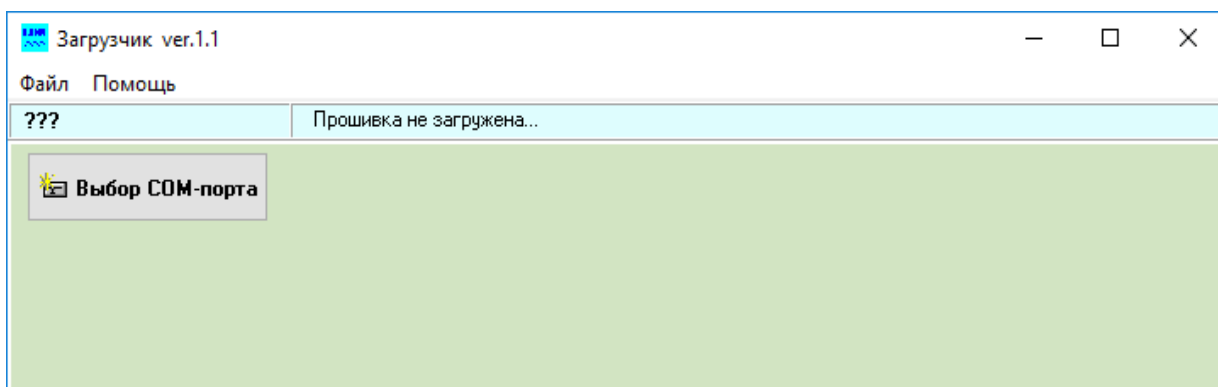 Загрузчик ver.1.1
Файл Помощь
??? Прошивка не загружена...
Выбор COM-порта